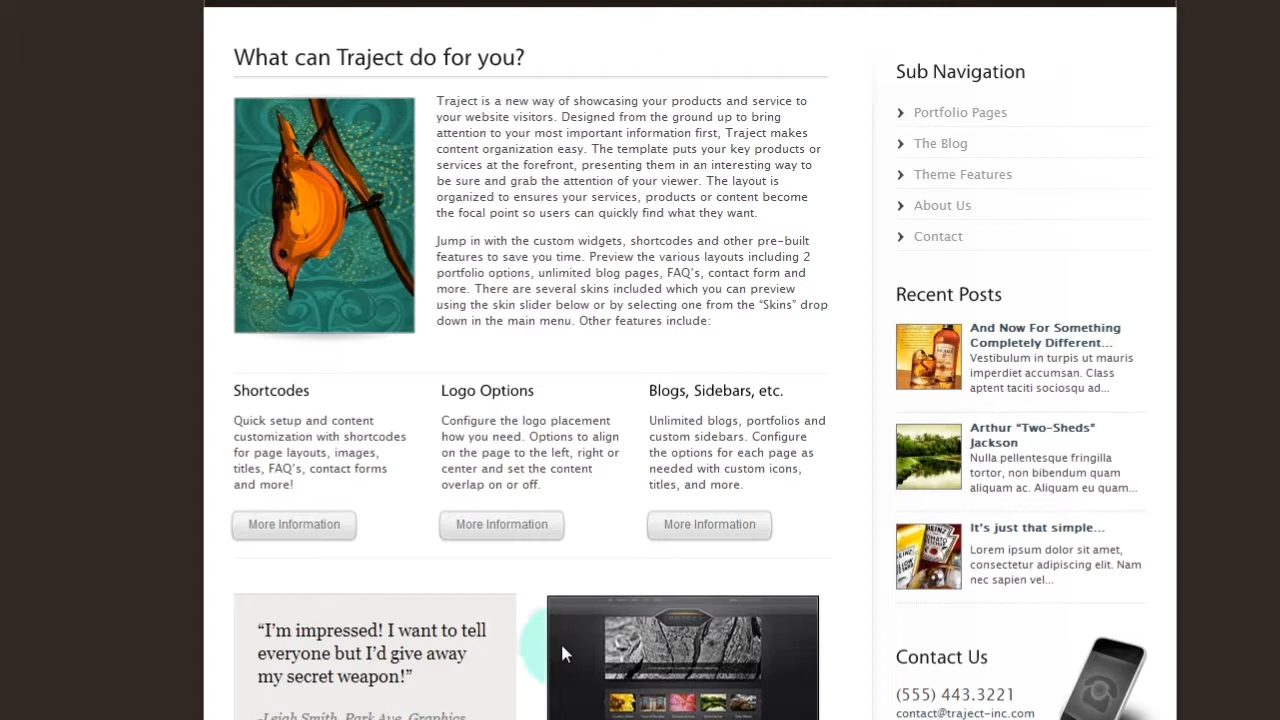 What can Traject do for you?
Traject is a new way of showcasing your products and service to
your website visitors. Designed from the ground up to bring
attention to your most important information first, Traject makes
content organization easy. The template puts your key products or
services at the forefront, presenting them in an interesting way to
be sure and grab the attention of your viewer. The layout is
organized to ensures your services, products or content become
the focal point so users can quickly find what they want.
Jump in with the custom widgets, shortcodes and other pre-built
features to save you time. Preview the various layouts including 2
portfolio options, unlimited blog pages, FAQ's, contact form and
more. There are several skins included which you can preview
using the skin slider below or by selecting one from the “Skins” drop
down in the main menu. Other features include:
Shortcodes
Quick setup and content
customization with shortcodes
for page layouts, images,
titles, FAQ's, contact forms
and more!
More Information
Logo Options
Configure the logo placement
how you need. Options to align
on the page to the left, right or
center and set the content
overlap on or off.
More Information
Blogs, Sidebars, etc.
Unlimited blogs, portfolios and
custom sidebars. Configure
the options for each page as
needed with custom icons,
titles, and more.
More Information
“I'm impressed! I want to tell
everyone but I'd give away
my secret weapon!”
-Leigh Smith, Park Ave. Graphics
Sub Navigation
Portfolio Pages
The Blog
Theme Features
About Us
Contact
Recent Posts
And Now For Something
Completely Different...
Vestibulum in turpis ut mauris
imperdiet accumsan. Class
aptent taciti sociosqu ad...
Arthur “Two-Sheds”
Jackson
Nulla pellentesque fringilla
tortor, non bibendum quam
aliquam ac. Aliquam eu quam...
It's just that simple...
Lorem ipsum dolor sit amet,
consectetur adipiscing elit. Nam
nec sapien vel...
Contact Us
(555) 443.3221
contact@traject-inc.com